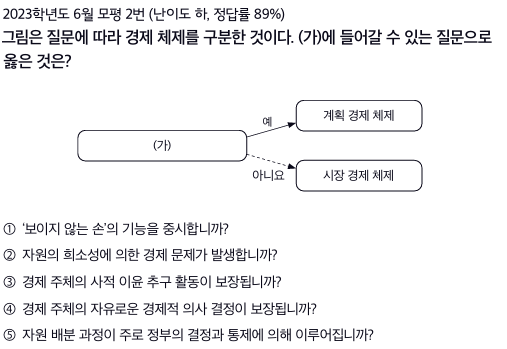 2023학년도 6월 모평 2번 (난이도 하, 정답률 89%)
그림은 질문에 따라 경제 체제를 구분한 것이다. (가)에 들어갈 수 있는 질문으로
옳은 것은?
예
계획 경제 체제
(가)
아니요
시장 경제 체제
① ‘보이지 않는 손’의 기능을 중시합니까?
② 자원의 희소성에 의한 경제 문제가 발생합니까?
③ 경제 주체의 사적 이윤 추구 활동이 보장됩니까?
④ 경제 주체의 자유로운 경제적 의사 결정이 보장됩니까?
⑤ 자원 배분 과정이 주로 정부의 결정과 통제에 의해 이루어집니까?